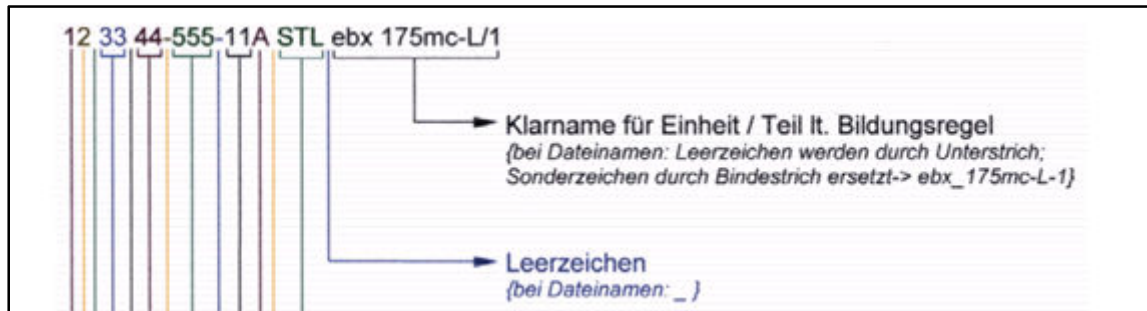 12 33 44-555-11A STL ebx 175mc-L/1
Klarname für Einheit / Teil lt. Bildungsregel
{bei Dateinamen: Leerzeichen werden durch Unterstrich;
Sonderzeichen durch Bindestrich ersetzt-> ebx_175mc-L-1}
Leerzeichen
{bei Dateinamen: _ }